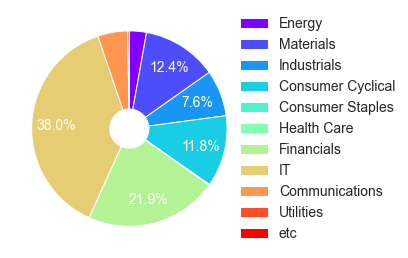 Energy
Materials
Industrials
Consumer Cyclical
Consumer Staples
Health Care
Financials
IT
Communications
Utilities
etc
12.4%
7.6%
11.8%
21.9%
38.0%